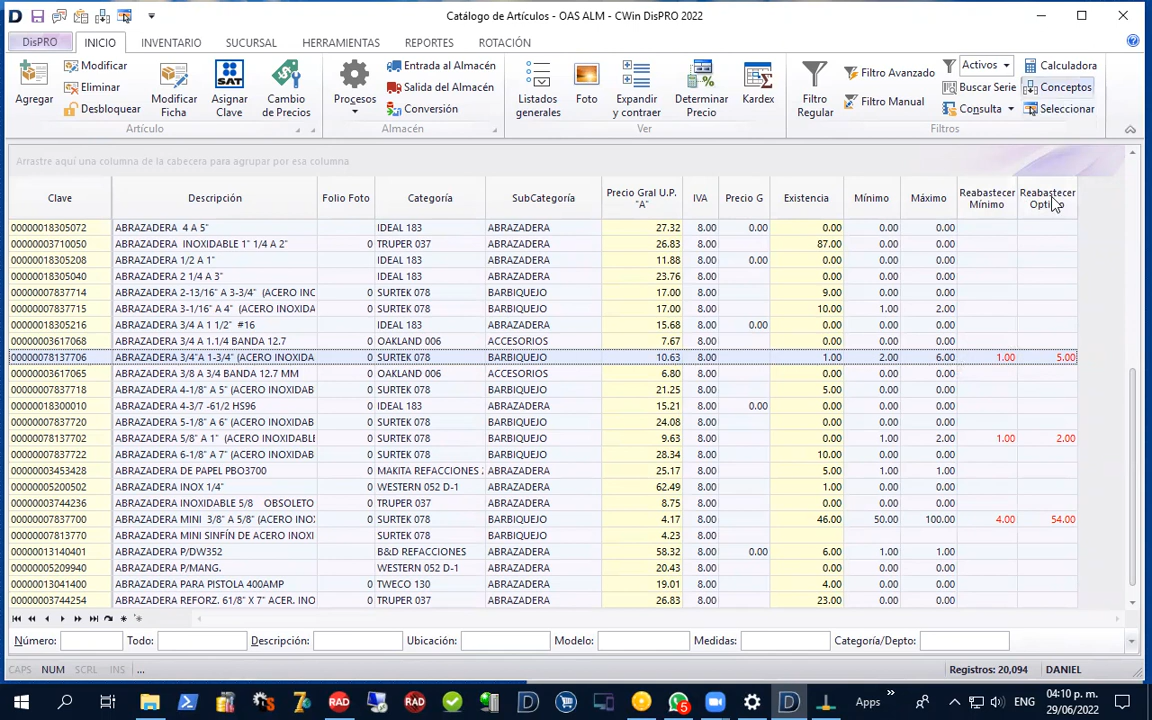 Catálogo de Artículos - OAS ALM - CWin DisPRO 2022
DisPRO INICIO INVENTARIO SUCURSAL HERRAMIENTAS REPORTES ROTACIÓN
Agregar
Modificar
Eliminar
Desbloquear
Modificar Ficha
Asignar Clave
Cambio de Precios
Artículo
Procesos
Entrada al Almacén
Salida del Almacén
Conversión
Almacén
Listados generales
Foto
Expandir y contraer
Determinar Precio
Kardex
Ver
Filtro Regular
Filtro Avanzado
Filtro Manual
Activos
Buscar Serie
Consulta
Calculadora
Conceptos
Seleccionar
Filtros
Arrastre aquí una columna de la cabecera para agrupar por esa columna
Clave Descripción Folio Foto Categoría SubCategoría Precio Gral U.P. "A" IVA Precio G Existencia Mínimo Máximo Reabastecer Mínimo Reabastecer
00000018305072 ABRAZADERA 4 A 5" IDEAL 183 ABRAZADERA 27.32 8.00 0.00 0.00 0.00 0.00
00000003710050 ABRAZADERA INOXIDABLE 1" 1/4 A 2" 0 TRUPER 037 ABRAZADERA 26.83 8.00 87.00 0.00 0.00
00000018305208 ABRAZADERA 1/2 A 1" IDEAL 183 ABRAZADERA 11.88 8.00 0.00 0.00 0.00 0.00
00000018305040 ABRAZADERA 2 1/4 A 3" IDEAL 183 ABRAZADERA 23.76 8.00 0.00 0.00 0.00
00000007837714 ABRAZADERA 2-13/16" A 3-3/4" (ACERO INC 0 SURTEK 078 BARBIQUEJO 17.00 8.00 9.00 0.00 0.00
00000007837715 ABRAZADERA 3-1/16" A 4" (ACERO INOXIDA 0 SURTEK 078 BARBIQUEJO 17.00 8.00 10.00 1.00 2.00
00000018305216 ABRAZADERA 3/4 A 1 1/2" #16 IDEAL 183 ABRAZADERA 15.68 8.00 0.00 0.00 0.00 0.00
00000003617068 ABRAZADERA 3/4 A 1.1/4 BANDA 12.7 0 OAKLAND 006 ACCESORIOS 7.67 8.00 0.00 0.00 0.00
00000078137706 ABRAZADERA 3/4"A 1-3/4" (ACERO INOXIDA 0 SURTEK 078 BARBIQUEJO 10.63 8.00 1.00 2.00 6.00 1.00 5.00
00000003617065 ABRAZADERA 3/8 A 3/4 BANDA 12.7 MM 0 OAKLAND 006 ACCESORIOS 6.80 8.00 0.00 0.00 0.00
00000007837718 ABRAZADERA 4-1/8" A 5" (ACERO INOXIDAB 0 SURTEK 078 BARBIQUEJO 21.25 8.00 5.00 0.00 0.00
00000018300010 ABRAZADERA 4-3/7 -61/2 HS96 0 IDEAL 183 ABRAZADERA 15.21 8.00 0.00 0.00 0.00 0.00
00000007837720 ABRAZADERA 5-1/8" A 6" (ACERO INOXIDAB 0 SURTEK 078 BARBIQUEJO 24.08 8.00 0.00 0.00 0.00
00000078137702 ABRAZADERA 5/8" A 1" (ACERO INOXIDABLE 0 SURTEK 078 BARBIQUEJO 9.63 8.00 0.00 1.00 2.00 1.00 2.00
00000007837722 ABRAZADERA 6-1/8" A 7" (ACERO INOXIDAB 0 SURTEK 078 BARBIQUEJO 28.34 8.00 10.00 0.00 0.00
00000003453428 ABRAZADERA DE PAPEL PBO3700 0 MAKITA REFACCIONES ABRAZADERA 25.17 8.00 5.00 1.00 1.00
00000005200502 ABRAZADERA INOX 1/4" 0 WESTERN 052 D-1 ABRAZADERA 62.49 8.00 1.00 0.00 0.00
00000003744236 ABRAZADERA INOXIDABLE 5/8 OBSOLETO 0 TRUPER 037 ABRAZADERA 8.75 8.00 0.00 0.00 0.00
00000007837700 ABRAZADERA MINI 3/8" A 5/8" (ACERO INO 0 SURTEK 078 BARBIQUEJO 4.17 8.00 46.00 50.00 100.00 4.00 54.00
00000007813770 ABRAZADERA MINI SINFÍN DE ACERO INOXI SURTEK 078 BARBIQUEJO 4.23 8.00
00000013140401 ABRAZADERA P/DW352 B&D REFACCIONES ABRAZADERA 58.32 8.00 0.00 6.00 1.00 1.00
00000005209940 ABRAZADERA P/MANG. 0 WESTERN 052 D-1 ABRAZADERA 20.43 8.00 0.00 0.00 0.00
00000013041400 ABRAZADERA PARA PISTOLA 400AMP 0 TWECO 130 ABRAZADERA 19.01 8.00 4.00 0.00 0.00
00000003744254 ABRAZADERA REFORZ. 61/8" X 7" ACER. INO 0 TRUPER 037 ABRAZADERA 26.83 8.00 23.00 0.00 0.00
Número: Todo: Descripción: Ubicación: Modelo: Medidas: Categoría/Depto:
CAPS NUM SCRL INS ... Registros: 20,094 DANIEL
RAD RAD 5 Apps ENG 04:10 p. m.
29/06/2022